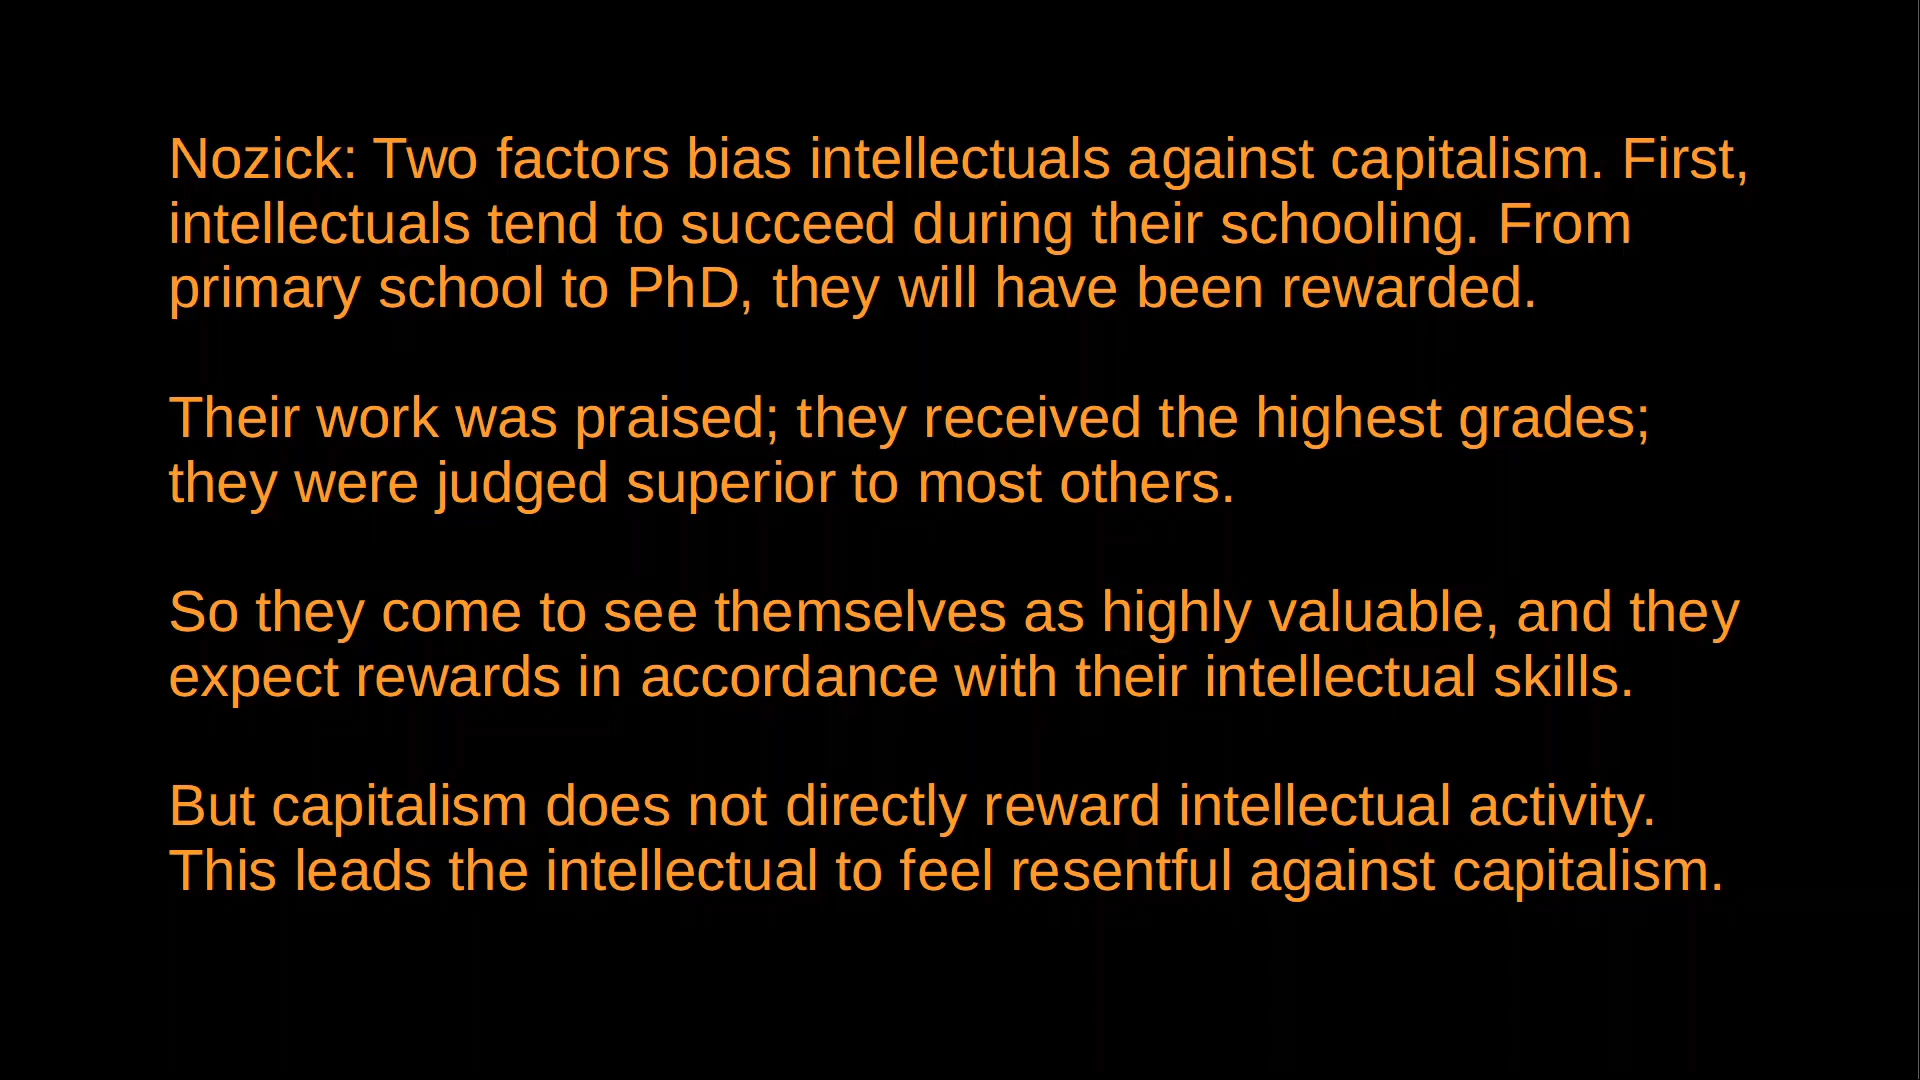 Nozick: Two factors bias intellectuals against capitalism. First,
intellectuals tend to succeed during their schooling. From
primary school to PhD, they will have been rewarded.
Their work was praised; they received the highest grades;
they were judged superior to most others.
So they come to see themselves as highly valuable, and they
expect rewards in accordance with their intellectual skills.
But capitalism does not directly reward intellectual activity.
This leads the intellectual to feel resentful against capitalism.